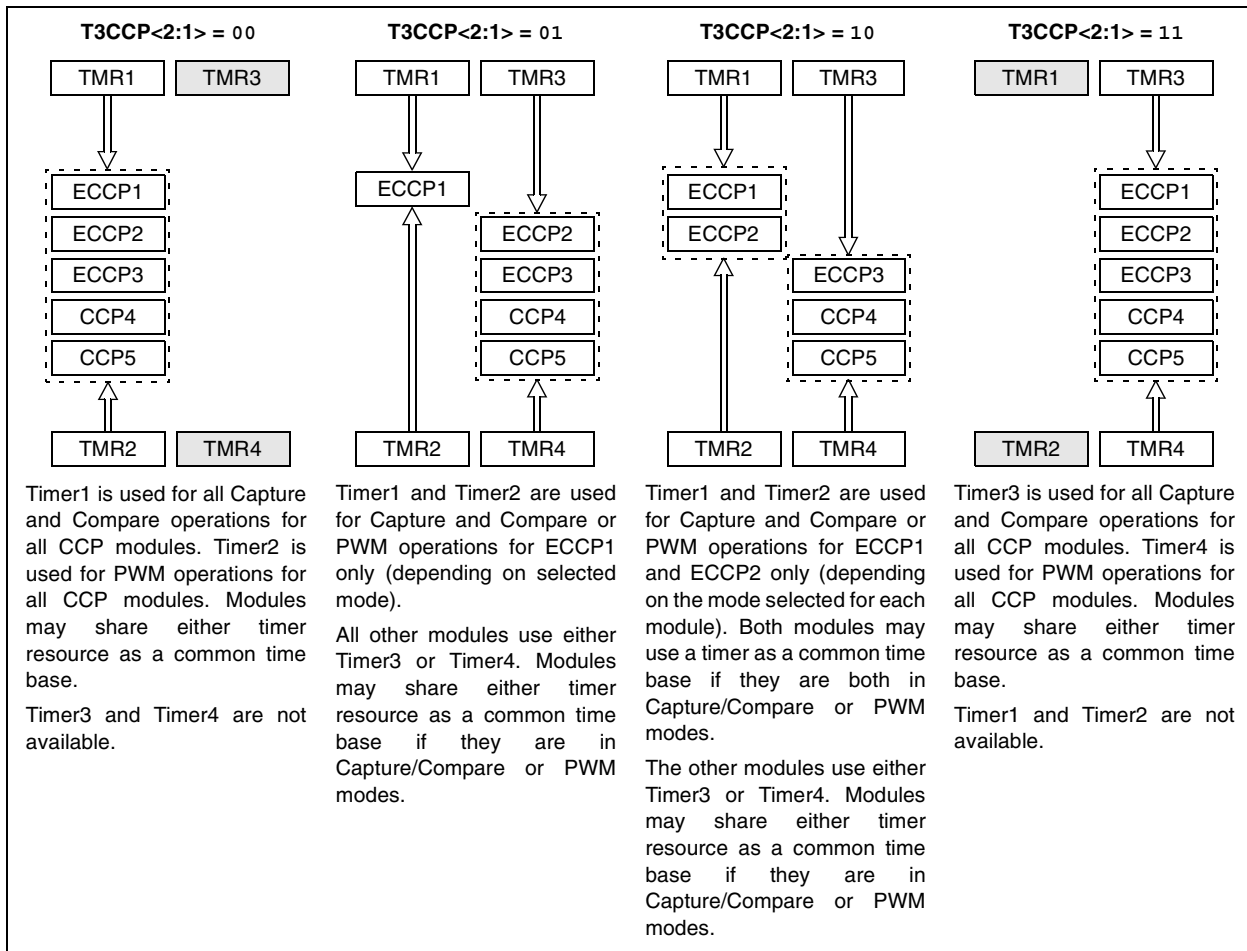 T3CCP<2:1> = 00
TMR1
TMR3
ECCP1
ECCP2
ECCP3
CCP4
CCP5
TMR2
TMR4
Timer1 is used for all Capture
and Compare operations for
all CCP modules. Timer2 is
used for PWM operations for
all CCP modules. Modules
may share either timer
resource as a common time
base.
Timer3 and Timer4 are not
available.
T3CCP<2:1> = 01
TMR1
TMR3
ECCP1
ECCP2
ECCP3
CCP4
CCP5
TMR2
TMR4
Timer1 and Timer2 are used
for Capture and Compare or
PWM operations for ECCP1
only (depending on selected
mode).
All other modules use either
Timer3 or Timer4. Modules
may share either timer
resource as a common time
base if they are in
Capture/Compare or PWM
modes.
T3CCP<2:1> = 10
TMR1
TMR3
ECCP1
ECCP2
ECCP3
CCP4
CCP5
TMR2
TMR4
Timer1 and Timer2 are used
for Capture and Compare or
PWM operations for ECCP1
and ECCP2 only (depending
on the mode selected for each
module). Both modules may
use a timer as a common time
base if they are both in
Capture/Compare or PWM
modes.
The other modules use either
Timer3 or Timer4. Modules
may share either timer
resource as a common time
base if they are in
Capture/Compare or PWM
modes.
T3CCP<2:1> = 11
TMR1
TMR3
ECCP1
ECCP2
ECCP3
CCP4
CCP5
TMR2
TMR4
Timer3 is used for all Capture
and Compare operations for
all CCP modules. Timer4 is
used for PWM operations for
all CCP modules. Modules
may share either timer
resource as a common time
base.
Timer1 and Timer2 are not
available.